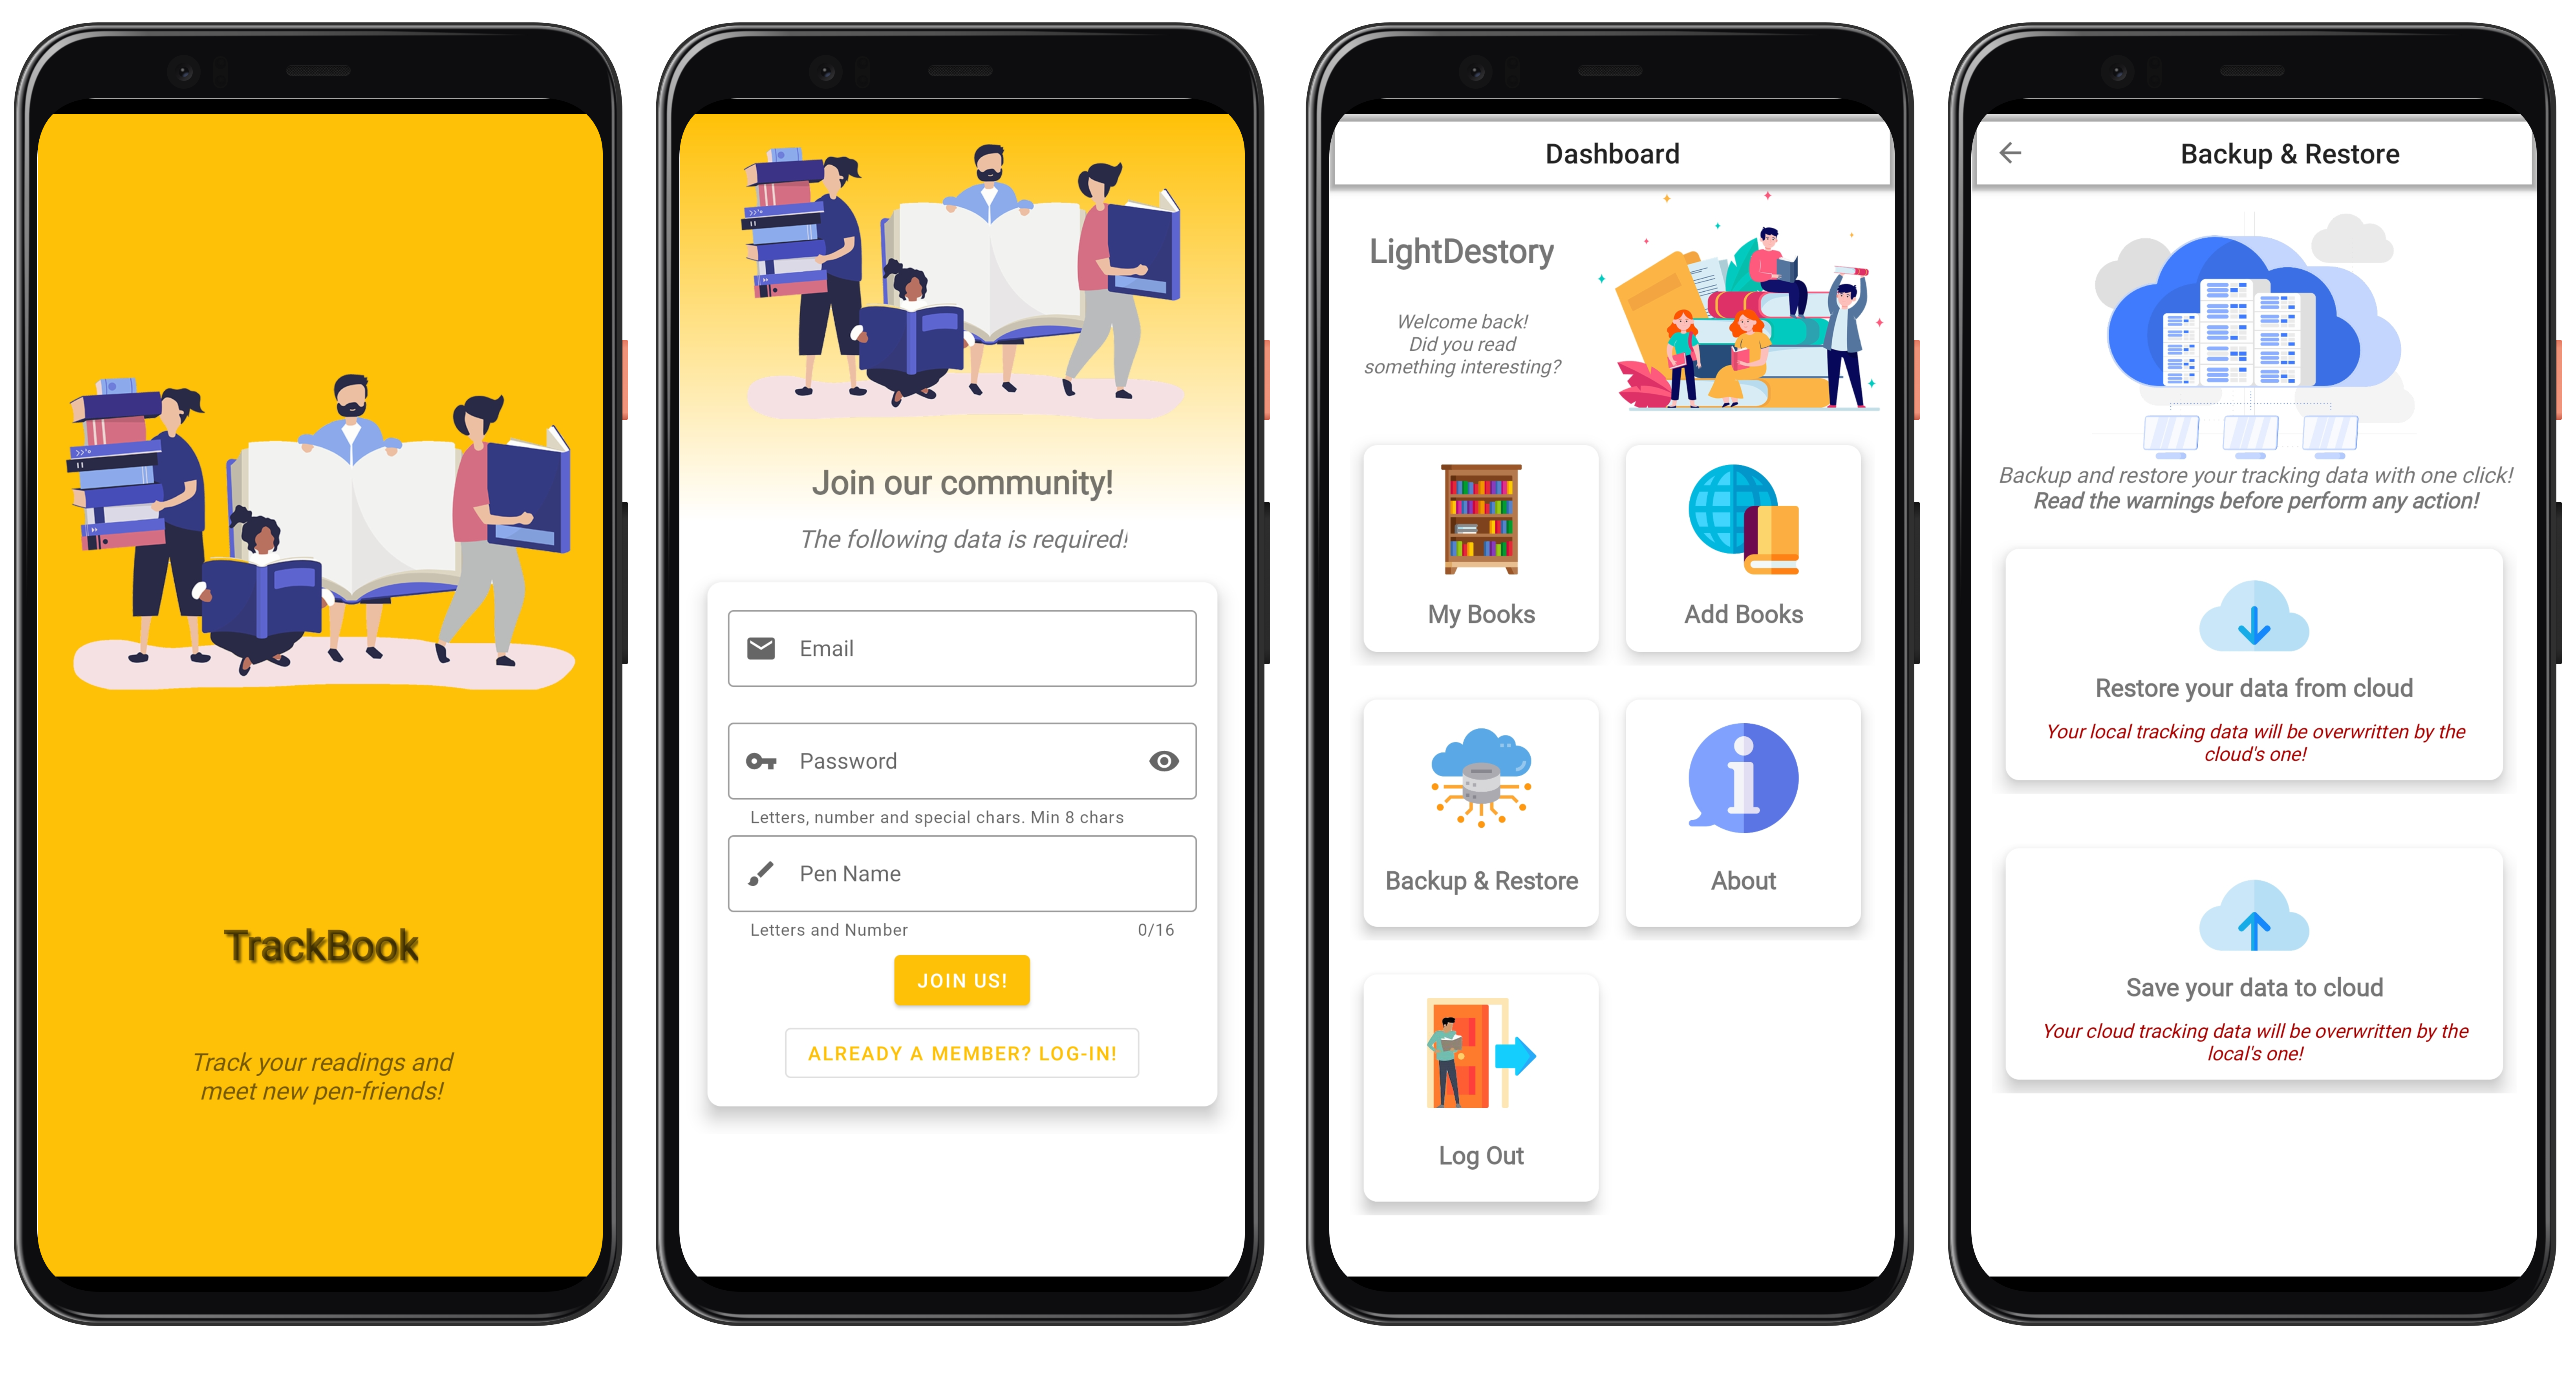 TrackBook
Track your readings and
meet new pen-friends!
Join our community!
The following data is required!
Email
Password
Letters, number and special chars. Min 8 chars
Pen Name
Letters and Number
0/16
JOIN US!
ALREADY A MEMBER? LOG-IN!
Dashboard
LightDestory
Welcome back!
Did you read
something interesting?
My Books
Add Books
Backup & Restore
About
Log Out
Backup & Restore
Backup and restore your tracking data with one click!
Read the warnings before perform any action!
Restore your data from cloud
Your local tracking data will be overwritten by the
cloud's one!
Save your data to cloud
Your cloud tracking data will be overwritten by the
local's one!